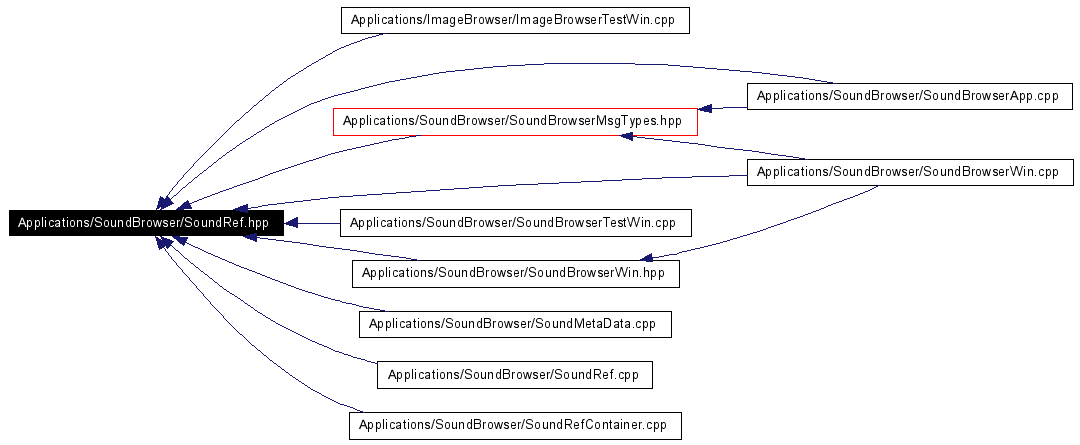 Applications/ImageBrowser/ImageBrowserTestWin.cpp
Applications/SoundBrowser/SoundBrowserApp.cpp
Applications/SoundBrowser/SoundBrowserMsgTypes.hpp
Applications/SoundBrowser/SoundBrowserWin.cpp
Applications/SoundBrowser/SoundRef.hpp
Applications/SoundBrowser/SoundBrowserTestWin.cpp
Applications/SoundBrowser/SoundBrowserWin.hpp
Applications/SoundBrowser/SoundMetaData.cpp
Applications/SoundBrowser/SoundRef.cpp
Applications/SoundBrowser/SoundRefContainer.cpp